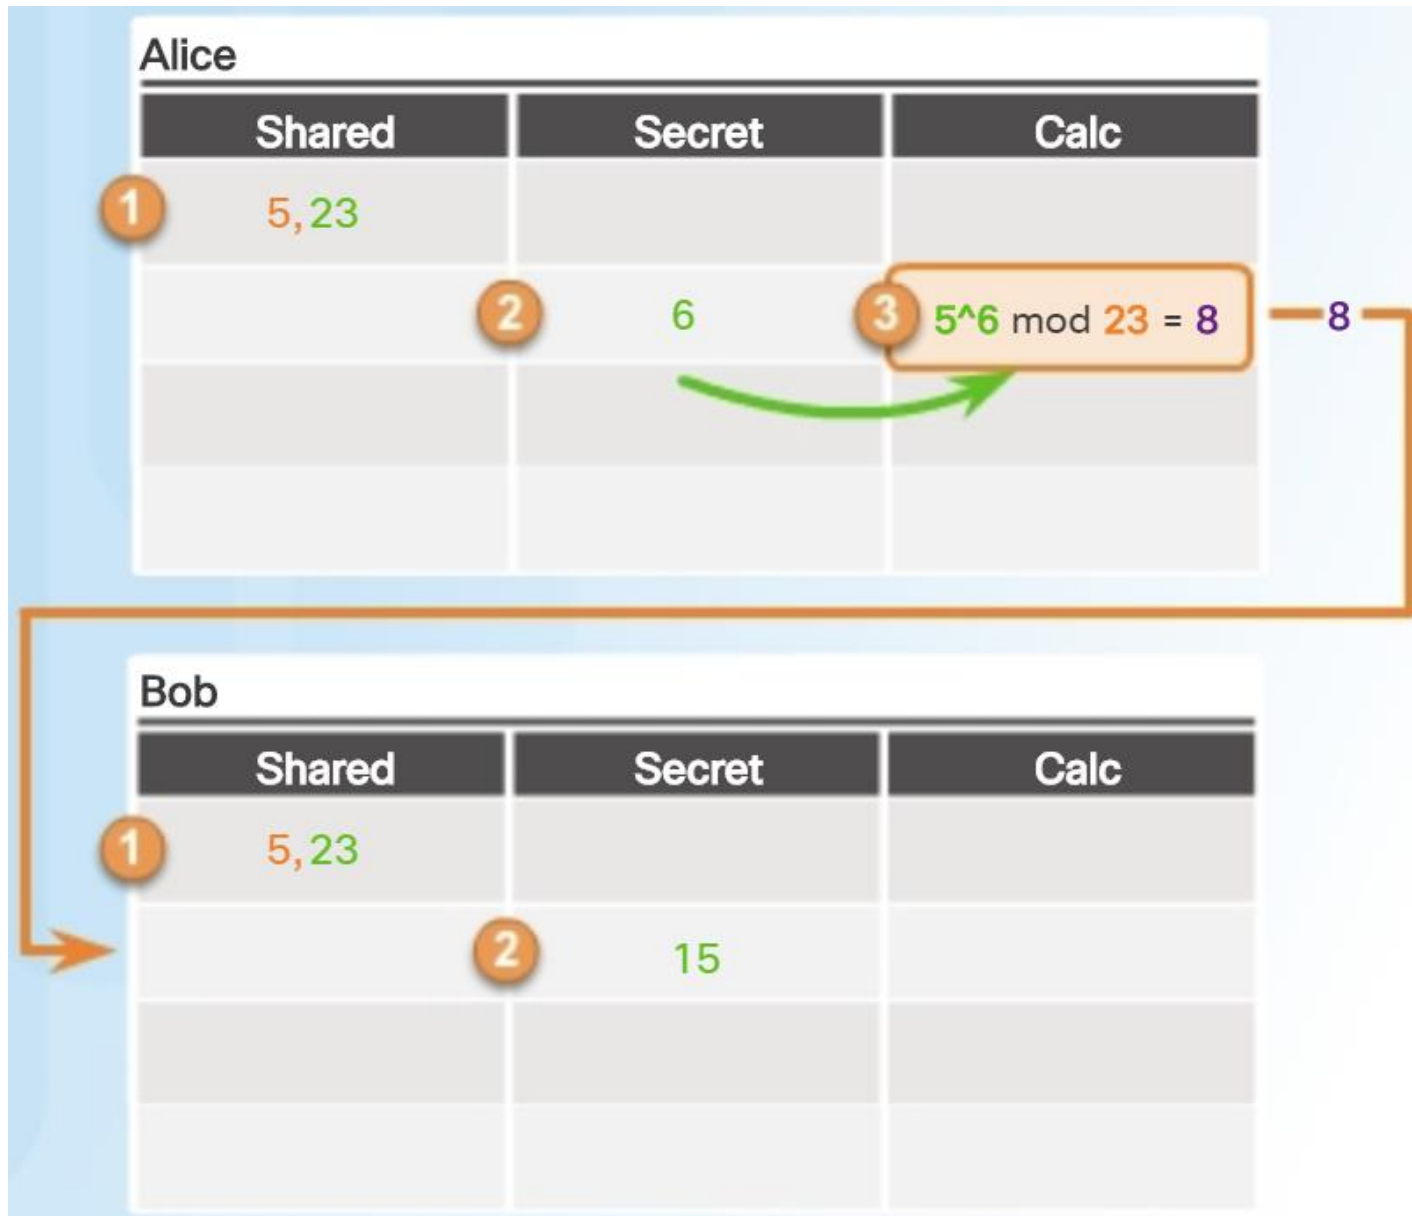 Alice
Shared Secret Calc
1 5, 23
2 6 3 5^6 mod 23 = 8 8
Bob
Shared Secret Calc
1 5, 23
2 15